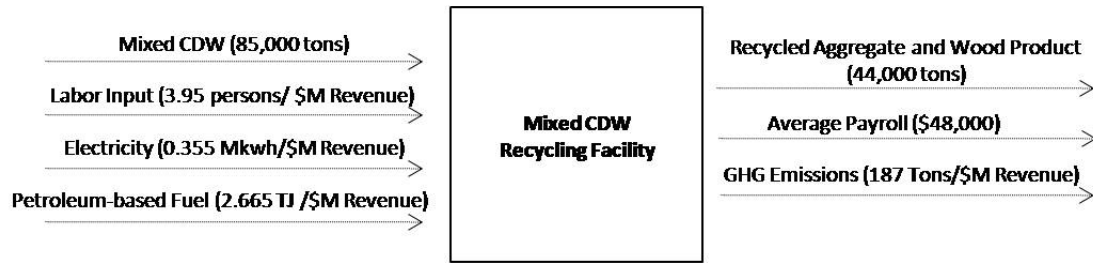 Mixed CDW (85,000 tons)
Labor Input (3.95 persons/ $M Revenue)
Electricity (0.355 Mkwh/$M Revenue)
Petroleum-based Fuel (2.665 TJ /$M Revenue)
Mixed CDW
Recycling Facility
Recycled Aggregate and Wood Product
(44,000 tons)
Average Payroll ($48,000)
GHG Emissions (187 Tons/$M Revenue)